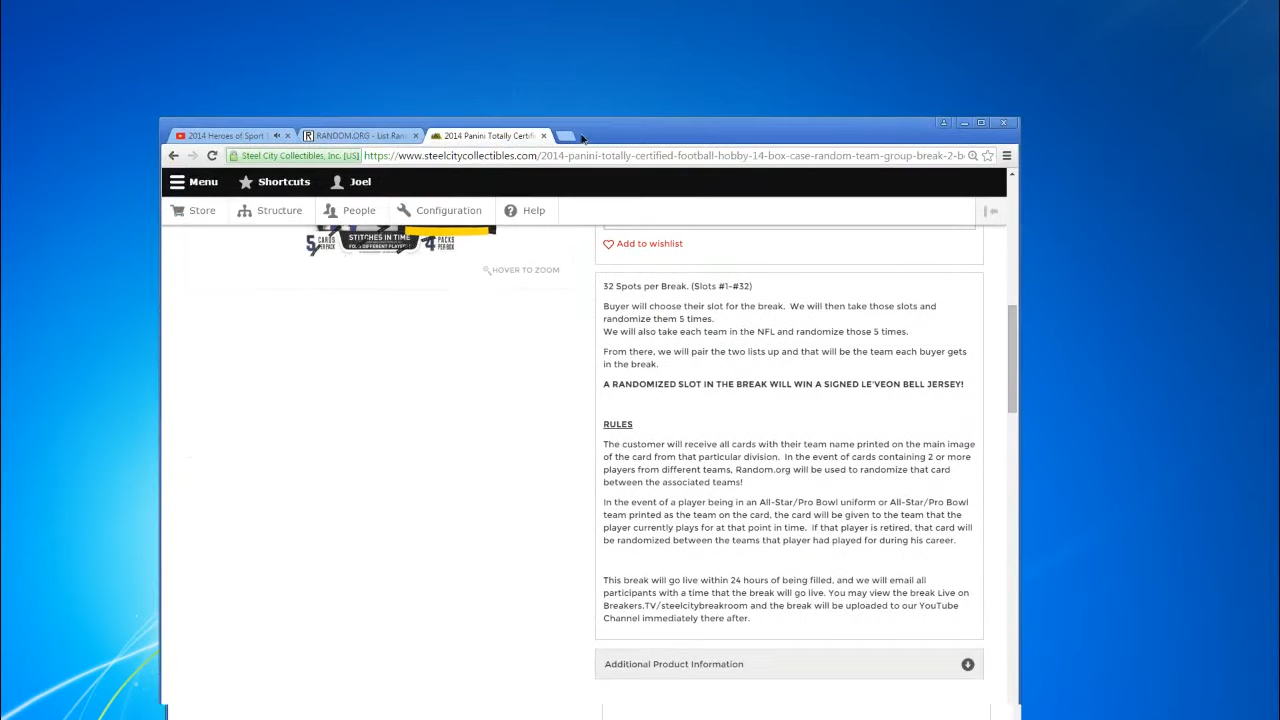 2014 Heroes of Sport
RANDOM.ORG - List Ran
2014 Panini Totally Certif
Steel City Collectibles, Inc. [US]
https://www.steelcitycollectibles.com/2014-panini-totally-certified-football-hobby-14-box-case-random-team-group-break-2-b
Menu
Shortcuts
Joel
Store
Structure
People
Configuration
Help
5 CARDS PER PACK
STITCHES IN TIME
4 PACKS PER BOX
HOVER TO ZOOM
Add to wishlist
32 Spots per Break. (Slots #1-#32)
Buyer will choose their slot for the break. We will then take those slots and
randomize them 5 times.
We will also take each team in the NFL and randomize those 5 times.
From there, we will pair the two lists up and that will be the team each buyer gets
in the break.
A RANDOMIZED SLOT IN THE BREAK WILL WIN A SIGNED LE'VEON BELL JERSEY!
RULES
The customer will receive all cards with their team name printed on the main image
of the card from that particular division. In the event of cards containing 2 or more
players from different teams, Random.org will be used to randomize that card
between the associated teams!
In the event of a player being in an All-Star/Pro Bowl uniform or All-Star/Pro Bowl
team printed as the team on the card, the card will be given to the team that the
player currently plays for at that point in time. If that player is retired, that card will
be randomized between the teams that player had played for during his career.
This break will go live within 24 hours of being filled, and we will email all
participants with a time that the break will go live. You may view the break Live on
Breakers.TV/steelcitybreakroom and the break will be uploaded to our YouTube
Channel immediately there after.
Additional Product Information